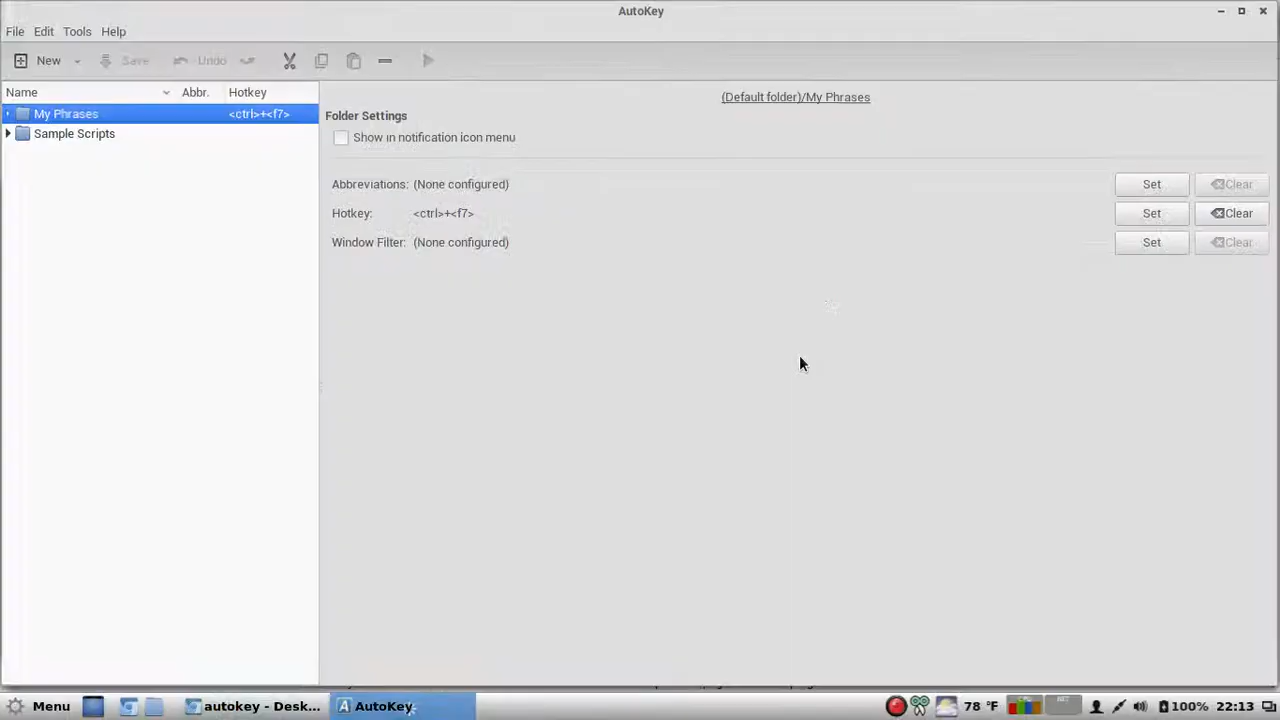 AutoKey
File Edit Tools Help
New Save Undo
Name Abbr. Hotkey
My Phrases <ctrl>+<f7>
Sample Scripts
(Default folder)/My Phrases
Folder Settings
Show in notification icon menu
Abbreviations: (None configured) Set Clear
Hotkey: <ctrl>+<f7> Set Clear
Window Filter: (None configured) Set Clear
Menu autokey - Desk... AutoKey 78 °F 100% 22:13